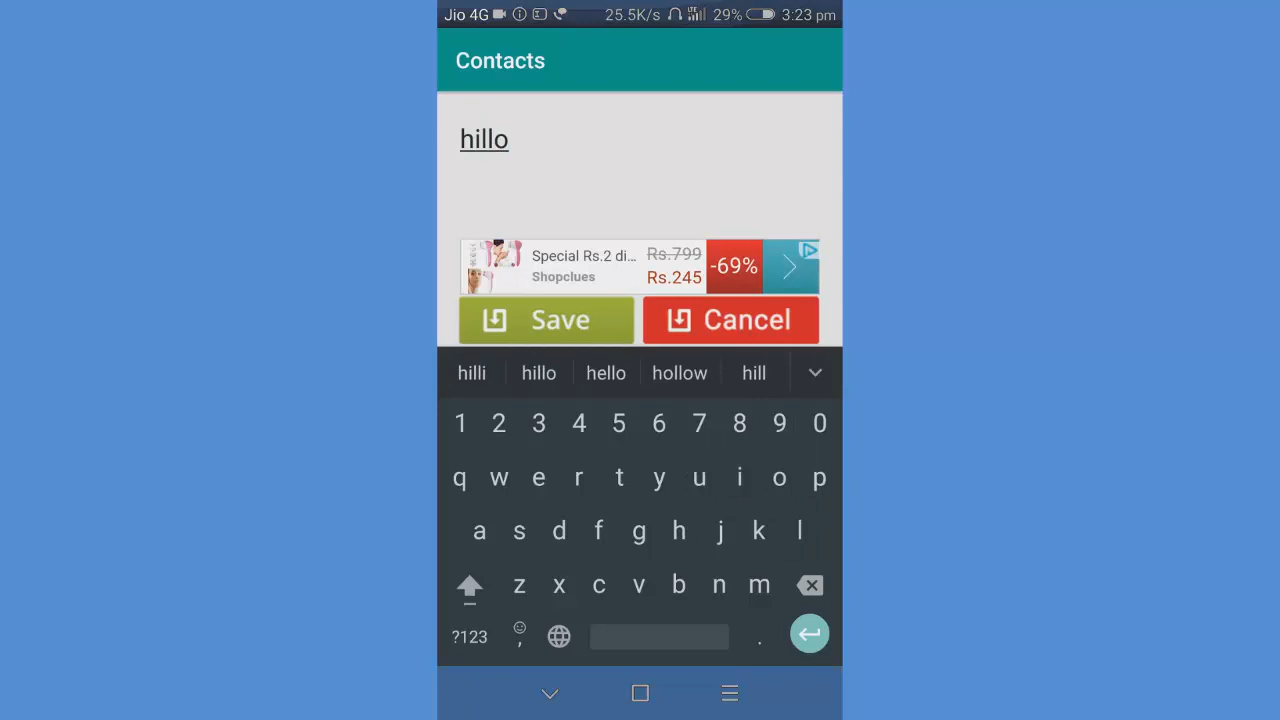 Jio 4G 25.5K/s LTE 29% 3:23 pm
Contacts
hillo
Special Rs.2 di... Rs.799 -69%
Shopclues Rs.245
Save Cancel
hilli hillo hello hollow hill
1 2 3 4 5 6 7 8 9 0
q w e r t y u i o p
a s d f g h j k l
z x c v b n m
?123 , .